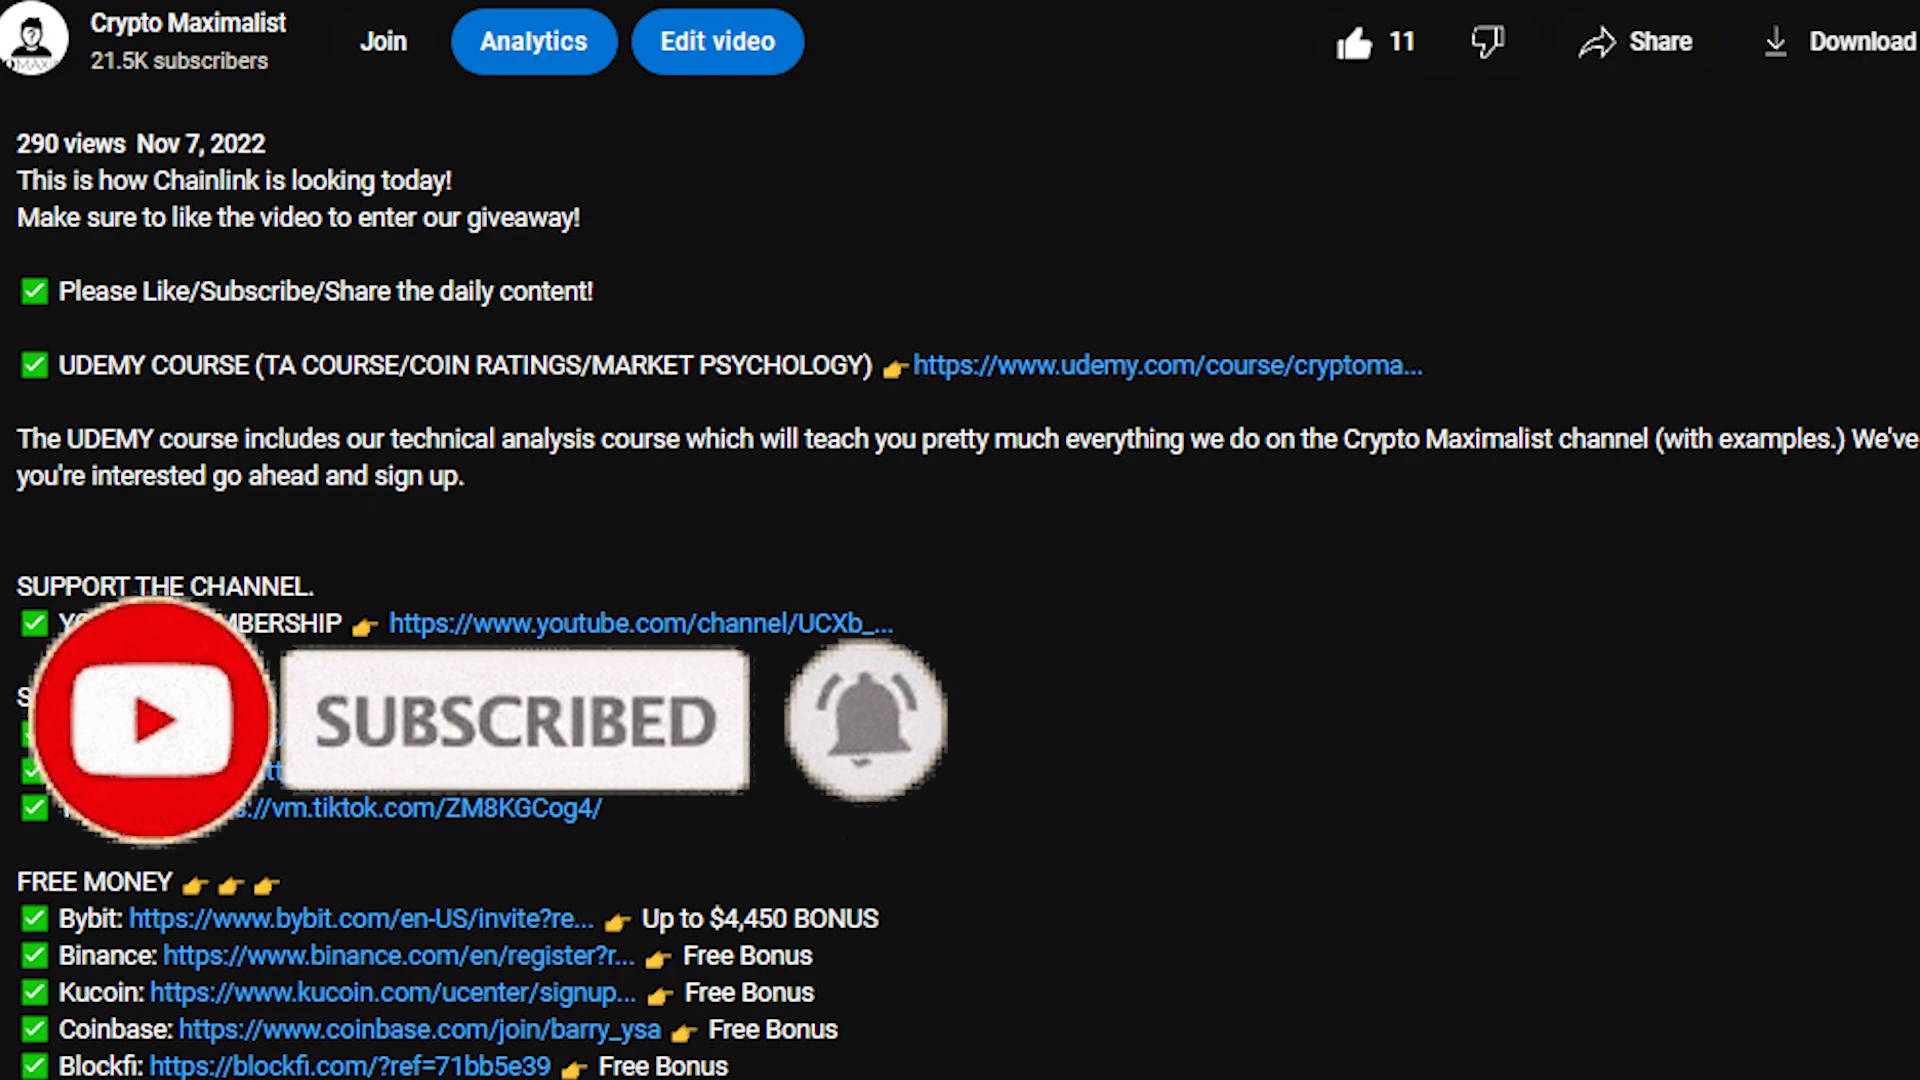 Crypto Maximalist
21.5K subscribers
Join
Analytics
Edit video
11
Share
Download
290 views Nov 7, 2022
This is how Chainlink is looking today!
Make sure to like the video to enter our giveaway!
✅ Please Like/Subscribe/Share the daily content!
✅ UDEMY COURSE (TA COURSE/COIN RATINGS/MARKET PSYCHOLOGY) 👉 https://www.udemy.com/course/cryptoma...
The UDEMY course includes our technical analysis course which will teach you pretty much everything we do on the Crypto Maximalist channel (with examples.) We've
you're interested go ahead and sign up.
SUPPORT THE CHANNEL.
✅ 👉 https://www.youtube.com/channel/UCXb_...
SUBSCRIBED
✅ ://vm.tiktok.com/ZM8KGCog4/
FREE MONEY 👉 👉 👉
✅ Bybit: https://www.bybit.com/en-US/invite?re... 👉 Up to $4,450 BONUS
✅ Binance: https://www.binance.com/en/register?r... 👉 Free Bonus
✅ Kucoin: https://www.kucoin.com/ucenter/signup... 👉 Free Bonus
✅ Coinbase: https://www.coinbase.com/join/barry_ysa 👉 Free Bonus
✅ Blockfi: https://blockfi.com/?ref=71bb5e39 👉 Free Bonus